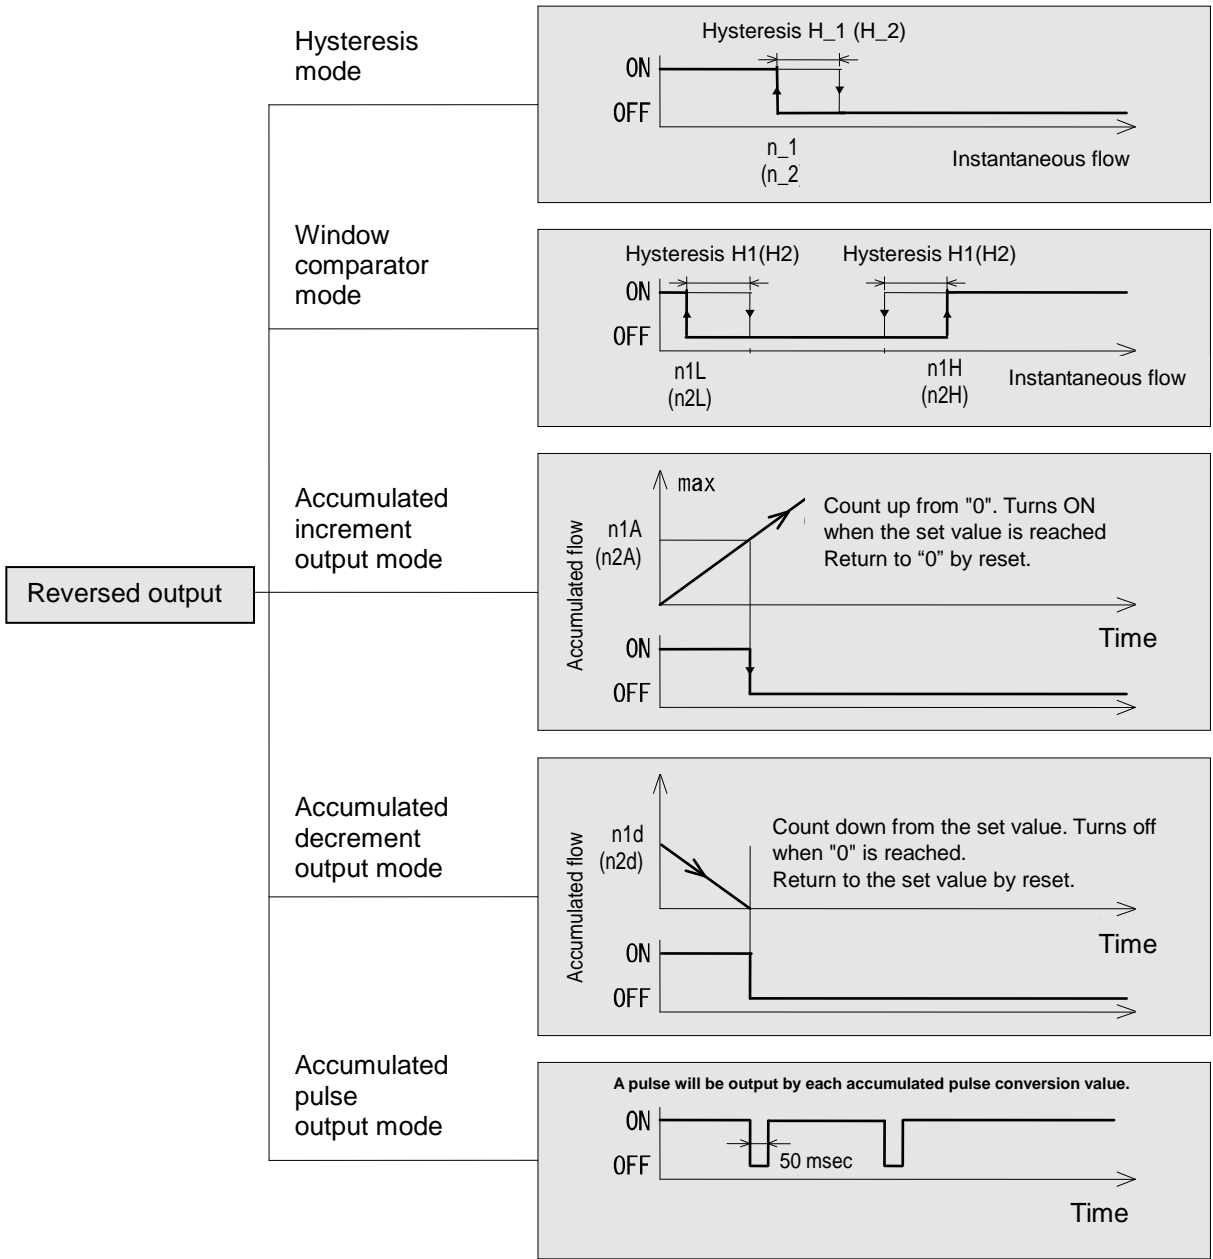 Hysteresis
mode
Hysteresis H_1 (H_2)
ON
OFF
n_1
(n_2)
Instantaneous flow
Window
comparator
mode
Hysteresis H1(H2)
Hysteresis H1(H2)
ON
OFF
n1L
(n2L)
n1H
(n2H)
Instantaneous flow
Accumulated
increment
output mode
Accumulated flow
max
n1A
(n2A)
Count up from "0". Turns ON
when the set value is reached
Return to “0” by reset.
Time
ON
OFF
Reversed output
Accumulated
decrement
output mode
Accumulated flow
n1d
(n2d)
Count down from the set value. Turns off
when "0" is reached.
Return to the set value by reset.
Time
ON
OFF
Accumulated
pulse
output mode
A pulse will be output by each accumulated pulse conversion value.
ON
OFF
50 msec
Time